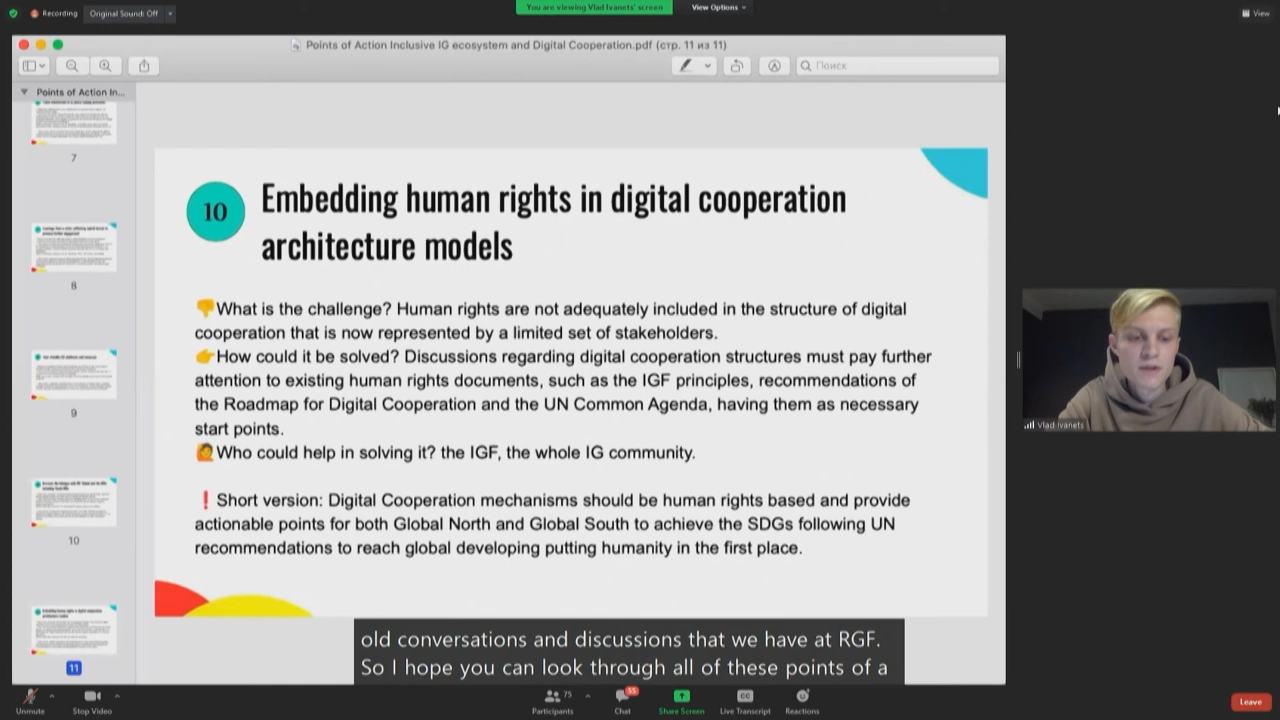 Recording
Original Sound: Off
You are viewing Vlad Ivanets' screen
View Options
View
Points of Action Inclusive IG ecosystem and Digital Cooperation.pdf (стр. 11 из 11)
Поиск
Points of Action In...
7
8
9
10
11
10
Embedding human rights in digital cooperation
architecture models
What is the challenge? Human rights are not adequately included in the structure of digital
cooperation that is now represented by a limited set of stakeholders.
How could it be solved? Discussions regarding digital cooperation structures must pay further
attention to existing human rights documents, such as the IGF principles, recommendations of
the Roadmap for Digital Cooperation and the UN Common Agenda, having them as necessary
start points.
Who could help in solving it? the IGF, the whole IG community.
Short version: Digital Cooperation mechanisms should be human rights based and provide
actionable points for both Global North and Global South to achieve the SDGs following UN
recommendations to reach global developing putting humanity in the first place.
Vlad Ivanets
old conversations and discussions that we have at RGF.
So I hope you can look through all of these points of a
Unmute
Stop Video
75
Participants
55
Chat
Share Screen
CC
Live Transcript
Reactions
Leave